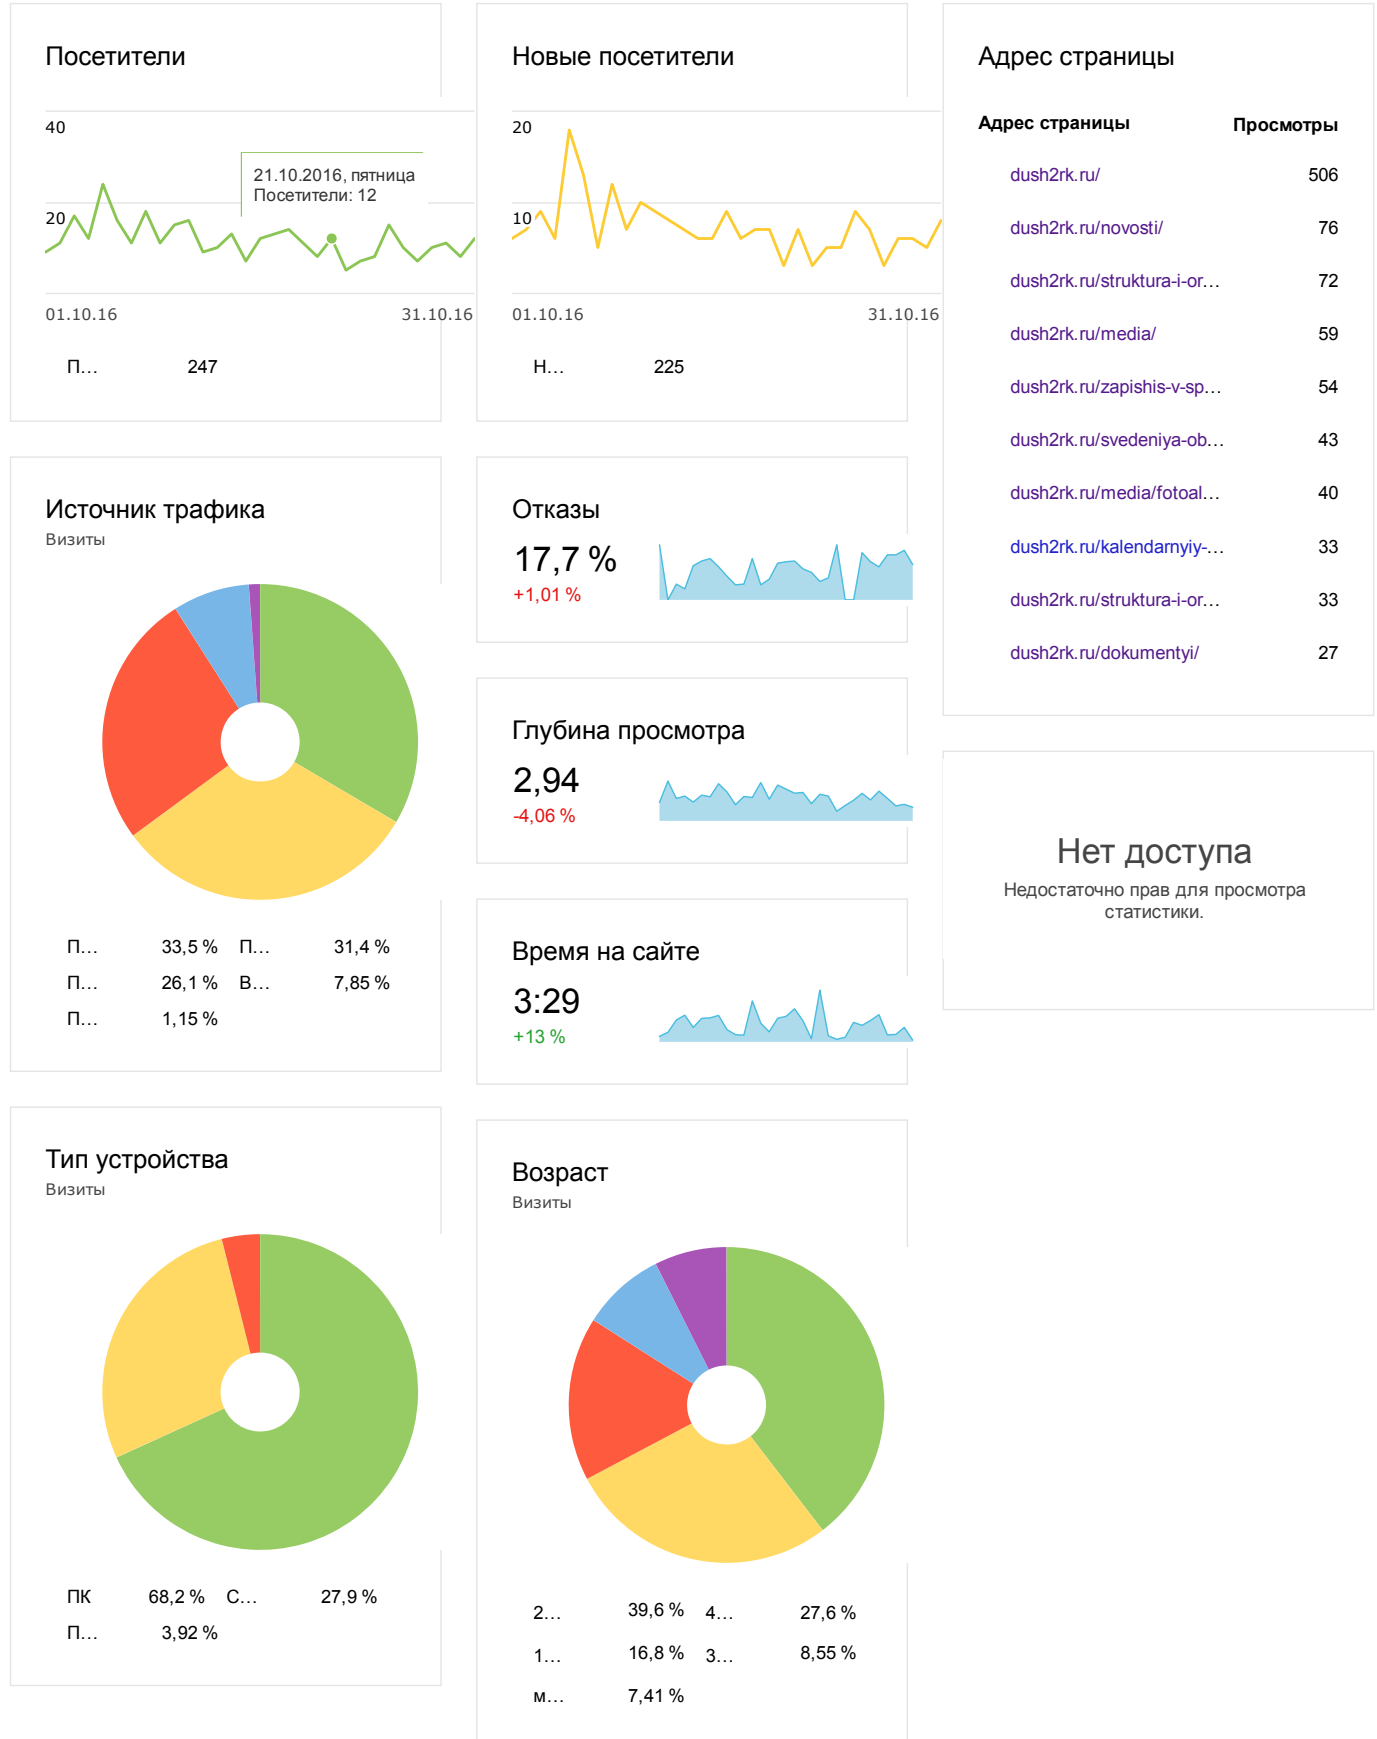 Посетители
40
21.10.2016, пятница
Посетители: 12
20
01.10.16
31.10.16
П...
247
Новые посетители
20
10
01.10.16
31.10.16
Н...
225
Адрес страницы
Адрес страницы
Просмотры
dush2rk.ru/
506
dush2rk.ru/novosti/
76
dush2rk.ru/struktura-i-or...
72
dush2rk.ru/media/
59
dush2rk.ru/zapishis-v-sp...
54
dush2rk.ru/svedeniya-ob...
43
dush2rk.ru/media/fotoal...
40
dush2rk.ru/kalendarnyiy-...
33
dush2rk.ru/struktura-i-or...
33
dush2rk.ru/dokumentyi/
27
Источник трафика
Визиты
П... 33,5 % П... 31,4 %
П... 26,1 % В... 7,85 %
П... 1,15 %
Отказы
17,7 %
+1,01 %
Глубина просмотра
2,94
-4,06 %
Время на сайте
3:29
+13 %
Нет доступа
Недостаточно прав для просмотра
статистики.
Тип устройства
Визиты
ПК 68,2 % С... 27,9 %
П... 3,92 %
Возраст
Визиты
2... 39,6 % 4... 27,6 %
1... 16,8 % 3... 8,55 %
м... 7,41 %